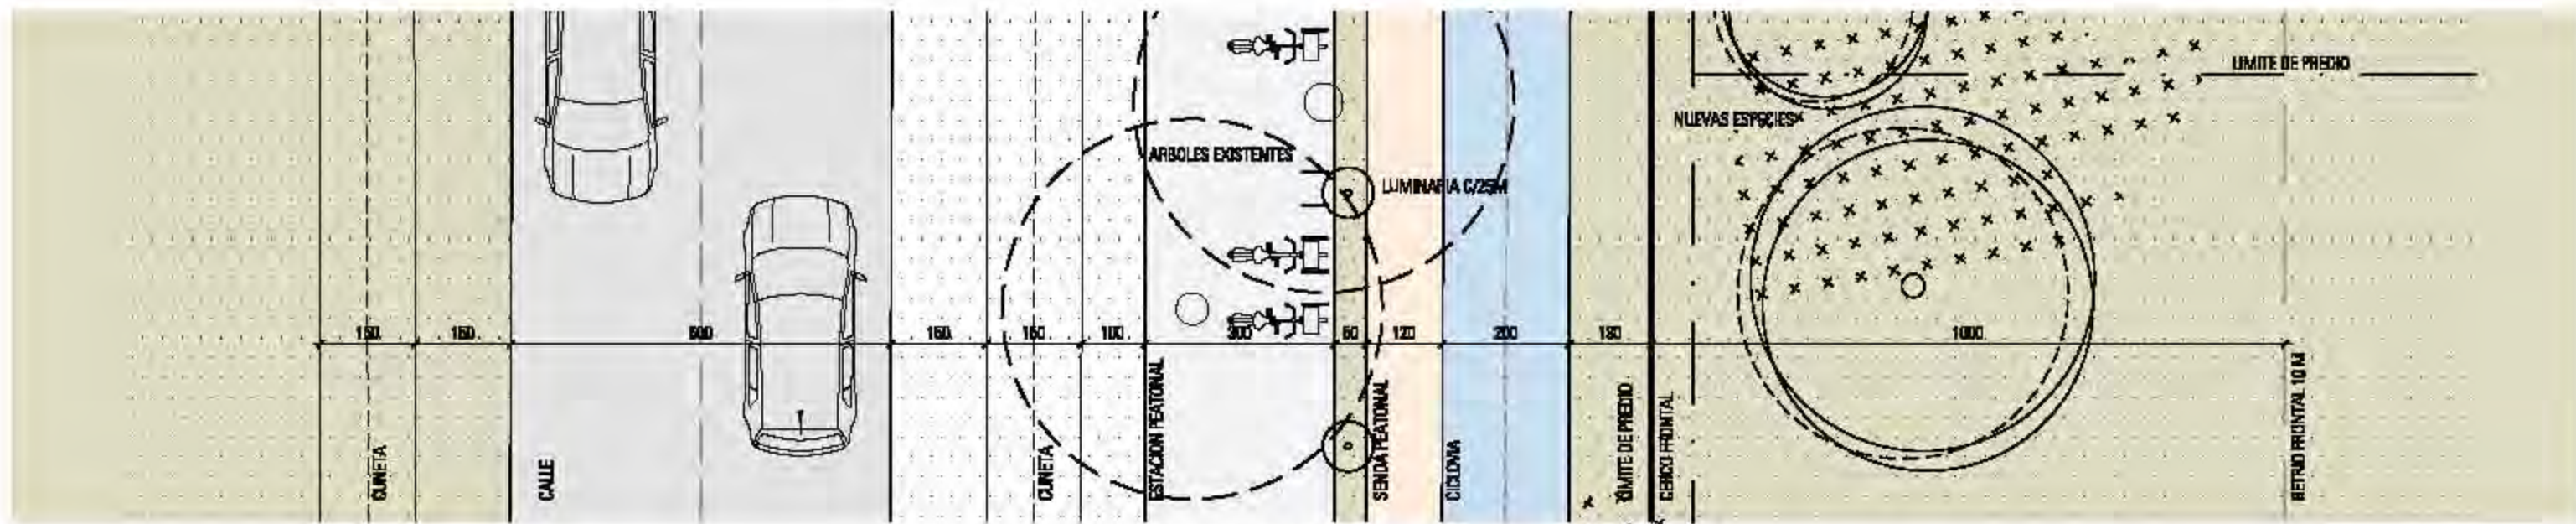 LIMITE DE PREDIO
NUEVAS ESPECIES
ARBOLES EXISTENTES
LUMINARIA C/25M
150
150
600
150
150
100
300
50
120
200
130
1000
CUNETA
CALLE
CUNETA
ESTACION PEATONAL
SENDA PEATONAL
CICLOVIA
LIMITE DE PREDIO
CERCO FRONTAL
RETIRO FRONTAL 10 M